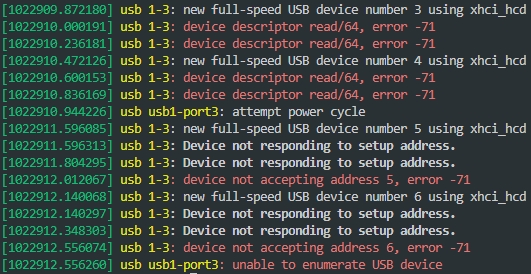 [1022909.872180] usb 1-3: new full-speed USB device number 3 using xhci_hcd
[1022910.000191] usb 1-3: device descriptor read/64, error -71
[1022910.236181] usb 1-3: device descriptor read/64, error -71
[1022910.472126] usb 1-3: new full-speed USB device number 4 using xhci_hcd
[1022910.600153] usb 1-3: device descriptor read/64, error -71
[1022910.836169] usb 1-3: device descriptor read/64, error -71
[1022910.944226] usb usb1-port3: attempt power cycle
[1022911.596085] usb 1-3: new full-speed USB device number 5 using xhci_hcd
[1022911.596313] usb 1-3: Device not responding to setup address.
[1022911.804295] usb 1-3: Device not responding to setup address.
[1022912.012067] usb 1-3: device not accepting address 5, error -71
[1022912.140068] usb 1-3: new full-speed USB device number 6 using xhci_hcd
[1022912.140297] usb 1-3: Device not responding to setup address.
[1022912.348303] usb 1-3: Device not responding to setup address.
[1022912.556074] usb 1-3: device not accepting address 6, error -71
[1022912.556260] usb usb1-port3: unable to enumerate USB device